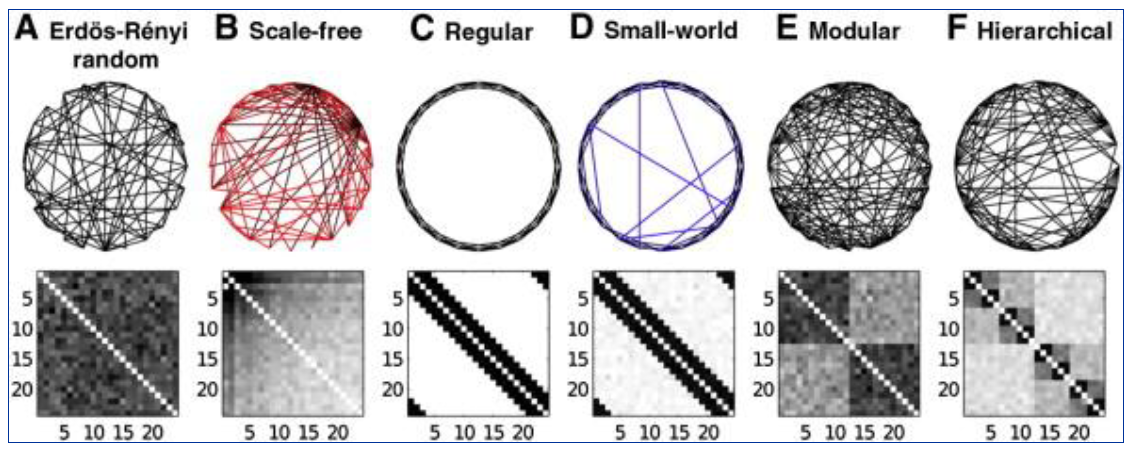 A Erdös-Rényi random
B Scale-free
C Regular
D Small-world
E Modular
F Hierarchical
5
10
15
20
5 10 15 20
5
10
15
20
5 10 15 20
5
10
15
20
5 10 15 20
5
10
15
20
5 10 15 20
5
10
15
20
5 10 15 20
5
10
15
20
5 10 15 20